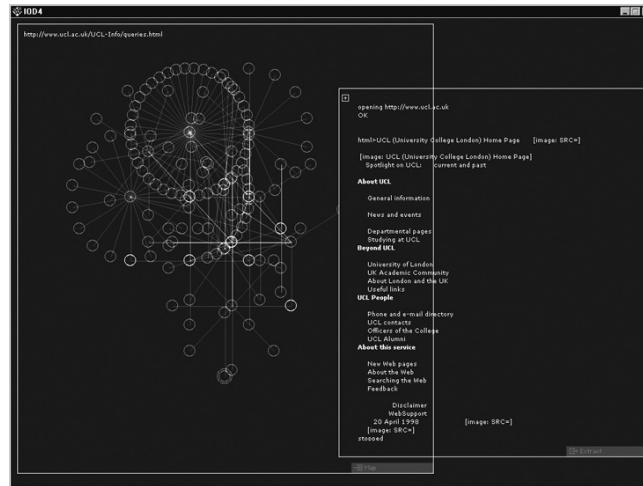 IOD4
http://www.ucl.ac.uk/UCL-Info/queries.html
opening http://www.ucl.ac.uk
OK
html>UCL (University College London) Home Page [image: SRC=]
[image: UCL (University College London) Home Page]
Spotlight on UCL: current and past
About UCL
General information
News and events
Departmental pages
Studying at UCL
Beyond UCL
University of London
UK Academic Community
About London and the UK
Useful links
UCL People
Phone and e-mail directory
UCL contacts
Officers of the College
UCL Alumni
About this service
New Web pages
About the Web
Searching the Web
Feedback
Disclaimer
WebSupport
20 April 1998 [image: SRC=]
[image: SRC=]
stopped
Extract
Map